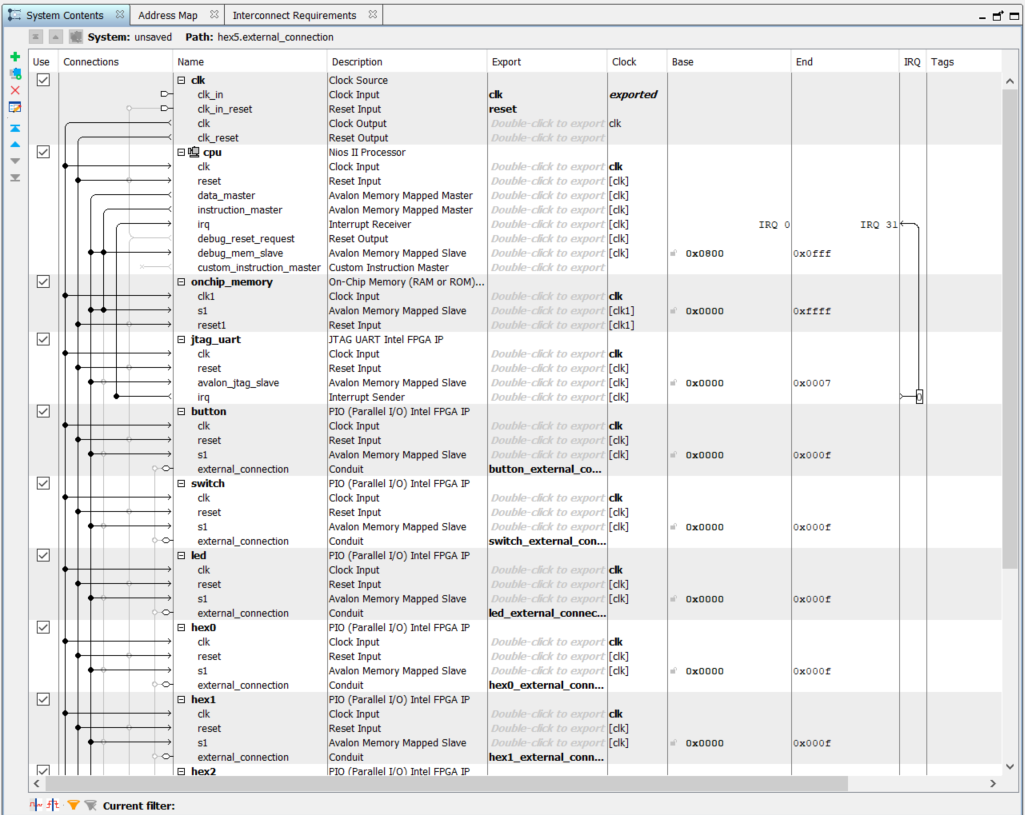 System Contents Address Map Interconnect Requirements
System: unsaved Path: hex5.external_connection
Use Connections Name Description Export Clock Base End IRQ Tags
clk Clock Source
clk_in Clock Input clk exported
clk_in_reset Reset Input reset
clk Clock Output Double-click to export clk
clk_reset Reset Output Double-click to export
cpu Nios II Processor
clk Clock Input Double-click to export clk
reset Reset Input Double-click to export [clk]
data_master Avalon Memory Mapped Master Double-click to export [clk]
instruction_master Avalon Memory Mapped Master Double-click to export [clk]
irq Interrupt Receiver Double-click to export [clk] IRQ 0 IRQ 31
debug_reset_request Reset Output Double-click to export [clk]
debug_mem_slave Avalon Memory Mapped Slave Double-click to export [clk] 0x0800 0x0fff
custom_instruction_master Custom Instruction Master Double-click to export
onchip_memory On-Chip Memory (RAM or ROM)...
clk1 Clock Input Double-click to export clk
s1 Avalon Memory Mapped Slave Double-click to export [clk1] 0x0000 0xffff
reset1 Reset Input Double-click to export [clk1]
jtag_uart JTAG UART Intel FPGA IP
clk Clock Input Double-click to export clk
reset Reset Input Double-click to export [clk]
avalon_jtag_slave Avalon Memory Mapped Slave Double-click to export [clk] 0x0000 0x0007
irq Interrupt Sender Double-click to export [clk] 0
button PIO (Parallel I/O) Intel FPGA IP
clk Clock Input Double-click to export clk
reset Reset Input Double-click to export [clk]
s1 Avalon Memory Mapped Slave Double-click to export [clk] 0x0000 0x000f
external_connection Conduit button_external_co...
switch PIO (Parallel I/O) Intel FPGA IP
clk Clock Input Double-click to export clk
reset Reset Input Double-click to export [clk]
s1 Avalon Memory Mapped Slave Double-click to export [clk] 0x0000 0x000f
external_connection Conduit switch_external_con...
led PIO (Parallel I/O) Intel FPGA IP
clk Clock Input Double-click to export clk
reset Reset Input Double-click to export [clk]
s1 Avalon Memory Mapped Slave Double-click to export [clk] 0x0000 0x000f
external_connection Conduit led_external_connec...
hex0 PIO (Parallel I/O) Intel FPGA IP
clk Clock Input Double-click to export clk
reset Reset Input Double-click to export [clk]
s1 Avalon Memory Mapped Slave Double-click to export [clk] 0x0000 0x000f
external_connection Conduit hex0_external_conn...
hex1 PIO (Parallel I/O) Intel FPGA IP
clk Clock Input Double-click to export clk
reset Reset Input Double-click to export [clk]
s1 Avalon Memory Mapped Slave Double-click to export [clk] 0x0000 0x000f
external_connection Conduit hex1_external_conn...
hex2 PIO (Parallel I/O) Intel FPGA IP
Current filter: